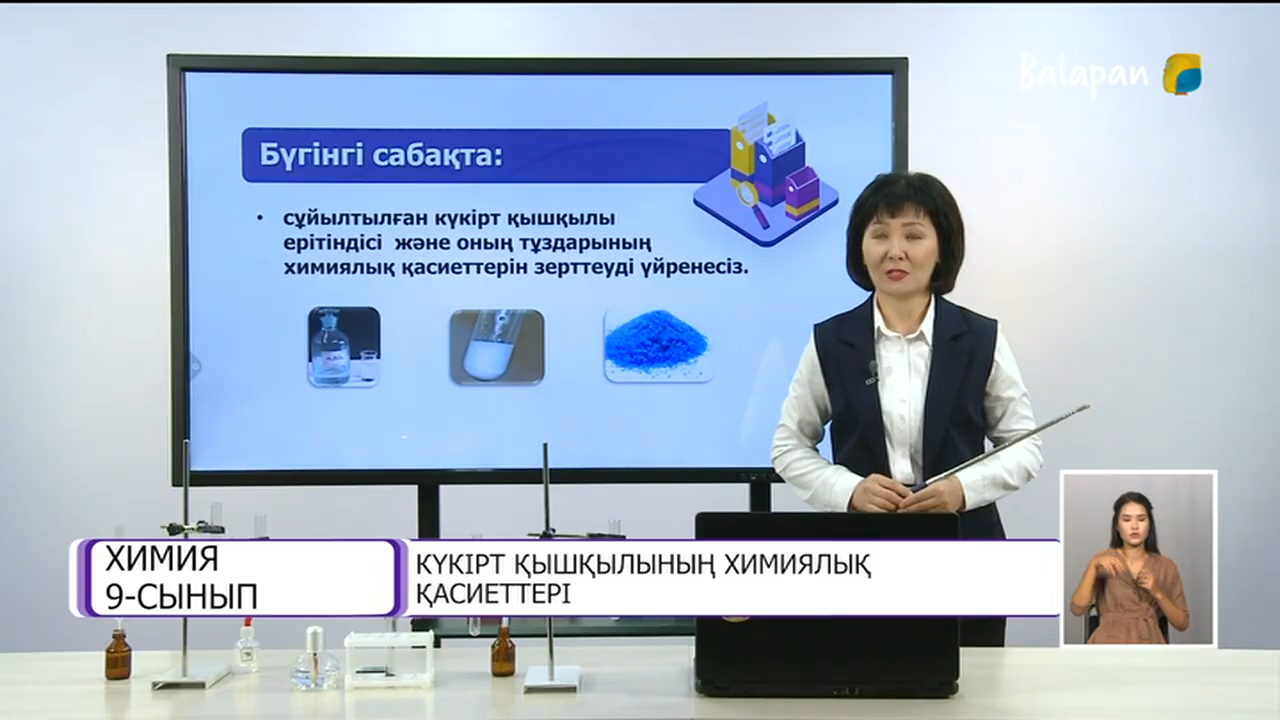 Balapan
Бүгінгі сабақта:
• сұйылтылған күкірт қышқылы
ерітіндісі және оның тұздарының
химиялық қасиеттерін зерттеуді үйренесіз.
ХИМИЯ
9-СЫНЫП
КҮКІРТ ҚЫШҚЫЛЫНЫҢ ХИМИЯЛЫҚ
ҚАСИЕТТЕРІ